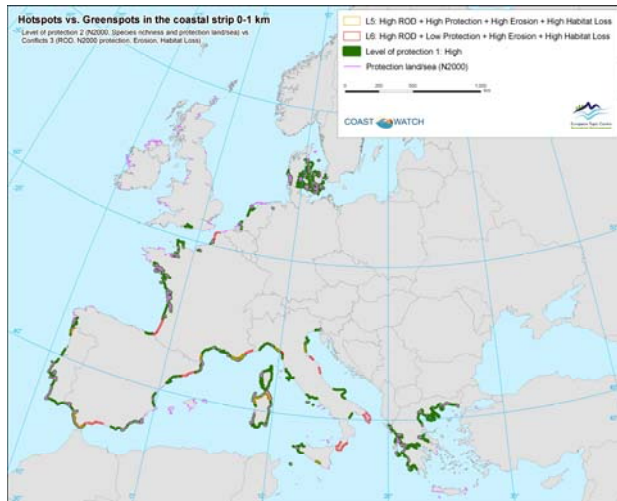 Hotspots vs. Greenspots in the coastal strip 0-1 km
Level of protection 2 (N2000, Species richness and protection land/sea) vs
Conflicts 3 (ROD, N2000 protection, Erosion, Habitat Loss)
L5: High ROD + High Protection + High Erosion + High Habitat Loss
L6: High ROD + Low Protection + High Erosion + High Habitat Loss
Level of protection 1: High
Protection land/sea (N2000)
COAST WATCH